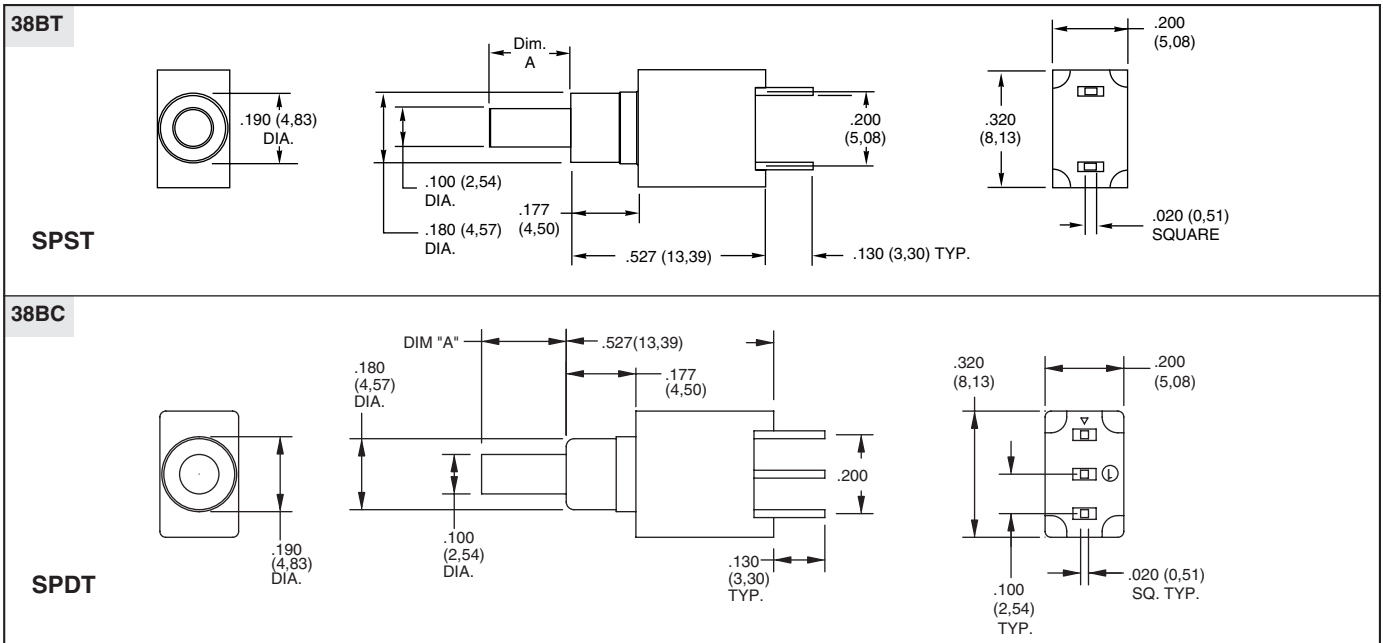 38BT
Dim.
A
.200
(5,08)
.190 (4,83)
DIA.
.200
(5,08)
.320
(8,13)
.100 (2,54)
DIA.
.177
(4,50)
.180 (4,57)
DIA.
.020 (0,51)
SQUARE
SPST
.527 (13,39)
.130 (3,30) TYP.
38BC
DIM "A"
.527(13,39)
.180
(4,57)
DIA.
.177
(4,50)
.320
(8,13)
.200
(5,08)
.200
1
.190
(4,83)
DIA.
.100
(2,54)
DIA.
.130
(3,30)
TYP.
.020 (0,51)
SQ. TYP.
.100
(2,54)
TYP.
SPDT